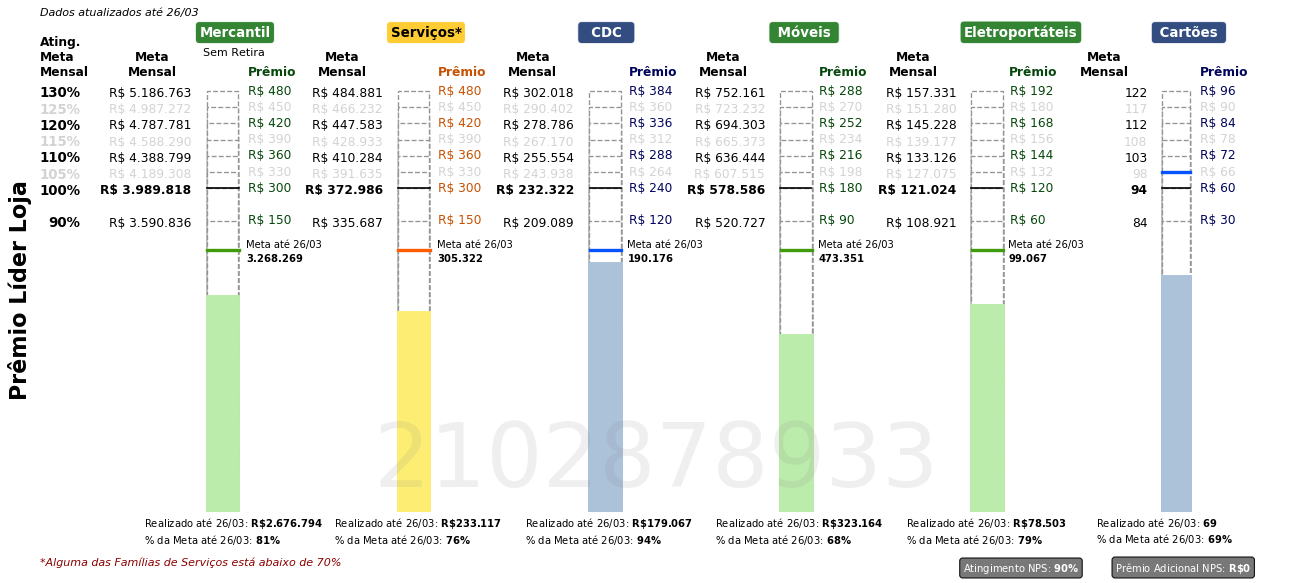 Dados atualizados até 26/03
Mercantil Serviços* CDC Móveis Eletroportáteis Cartões
Sem Retira
Ating. Meta Mensal Meta Mensal Prêmio Meta Mensal Prêmio Meta Mensal Prêmio Meta Mensal Prêmio Meta Mensal Prêmio Meta Mensal Prêmio
130% R$ 5.186.763 R$ 480 R$ 484.881 R$ 480 R$ 302.018 R$ 384 R$ 752.161 R$ 288 R$ 157.331 R$ 192 122 R$ 96
125% R$ 4.987.272 R$ 450 R$ 466.232 R$ 450 R$ 290.402 R$ 360 R$ 723.232 R$ 270 R$ 151.280 R$ 180 117 R$ 90
120% R$ 4.787.781 R$ 420 R$ 447.583 R$ 420 R$ 278.786 R$ 336 R$ 694.303 R$ 252 R$ 145.228 R$ 168 112 R$ 84
115% R$ 4.588.290 R$ 390 R$ 428.933 R$ 390 R$ 267.170 R$ 312 R$ 665.373 R$ 234 R$ 139.177 R$ 156 108 R$ 78
110% R$ 4.388.799 R$ 360 R$ 410.284 R$ 360 R$ 255.554 R$ 288 R$ 636.444 R$ 216 R$ 133.126 R$ 144 103 R$ 72
105% R$ 4.189.308 R$ 330 R$ 391.635 R$ 330 R$ 243.938 R$ 264 R$ 607.515 R$ 198 R$ 127.075 R$ 132 98 R$ 66
100% R$ 3.989.818 R$ 300 R$ 372.986 R$ 300 R$ 232.322 R$ 240 R$ 578.586 R$ 180 R$ 121.024 R$ 120 94 R$ 60
90% R$ 3.590.836 R$ 150 R$ 335.687 R$ 150 R$ 209.089 R$ 120 R$ 520.727 R$ 90 R$ 108.921 R$ 60 84 R$ 30
Meta até 26/03 Meta até 26/03 Meta até 26/03 Meta até 26/03 Meta até 26/03
3.268.269 305.322 190.176 473.351 99.067
Prêmio Líder Loja
2102878933
Realizado até 26/03: R$2.676.794 Realizado até 26/03: R$233.117 Realizado até 26/03: R$179.067 Realizado até 26/03: R$323.164 Realizado até 26/03: R$78.503 Realizado até 26/03: 69
% da Meta até 26/03: 81% % da Meta até 26/03: 76% % da Meta até 26/03: 94% % da Meta até 26/03: 68% % da Meta até 26/03: 79% % da Meta até 26/03: 69%
*Alguma das Famílias de Serviços está abaixo de 70%
Atingimento NPS: 90% Prêmio Adicional NPS: R$0